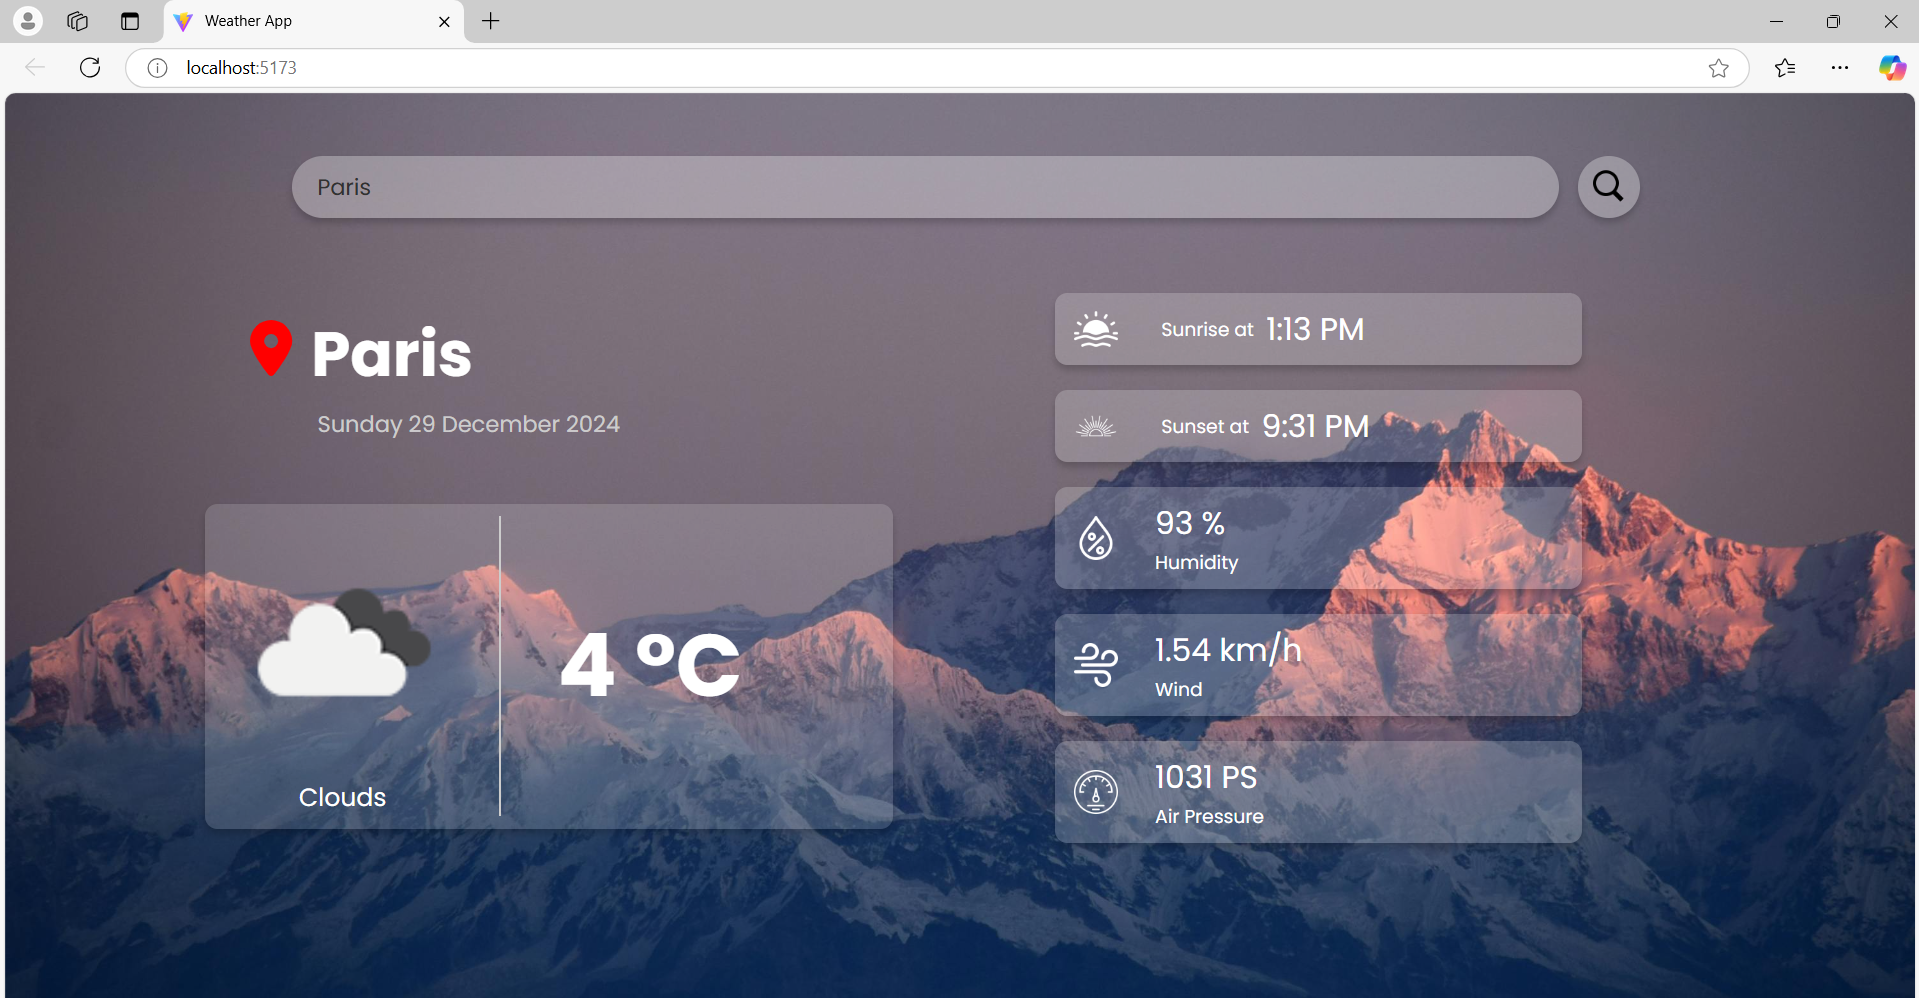 Weather App
localhost:5173
Paris
Paris
Sunday 29 December 2024
Clouds
4 °C
Sunrise at 1:13 PM
Sunset at 9:31 PM
93 %
Humidity
1.54 km/h
Wind
1031 PS
Air Pressure